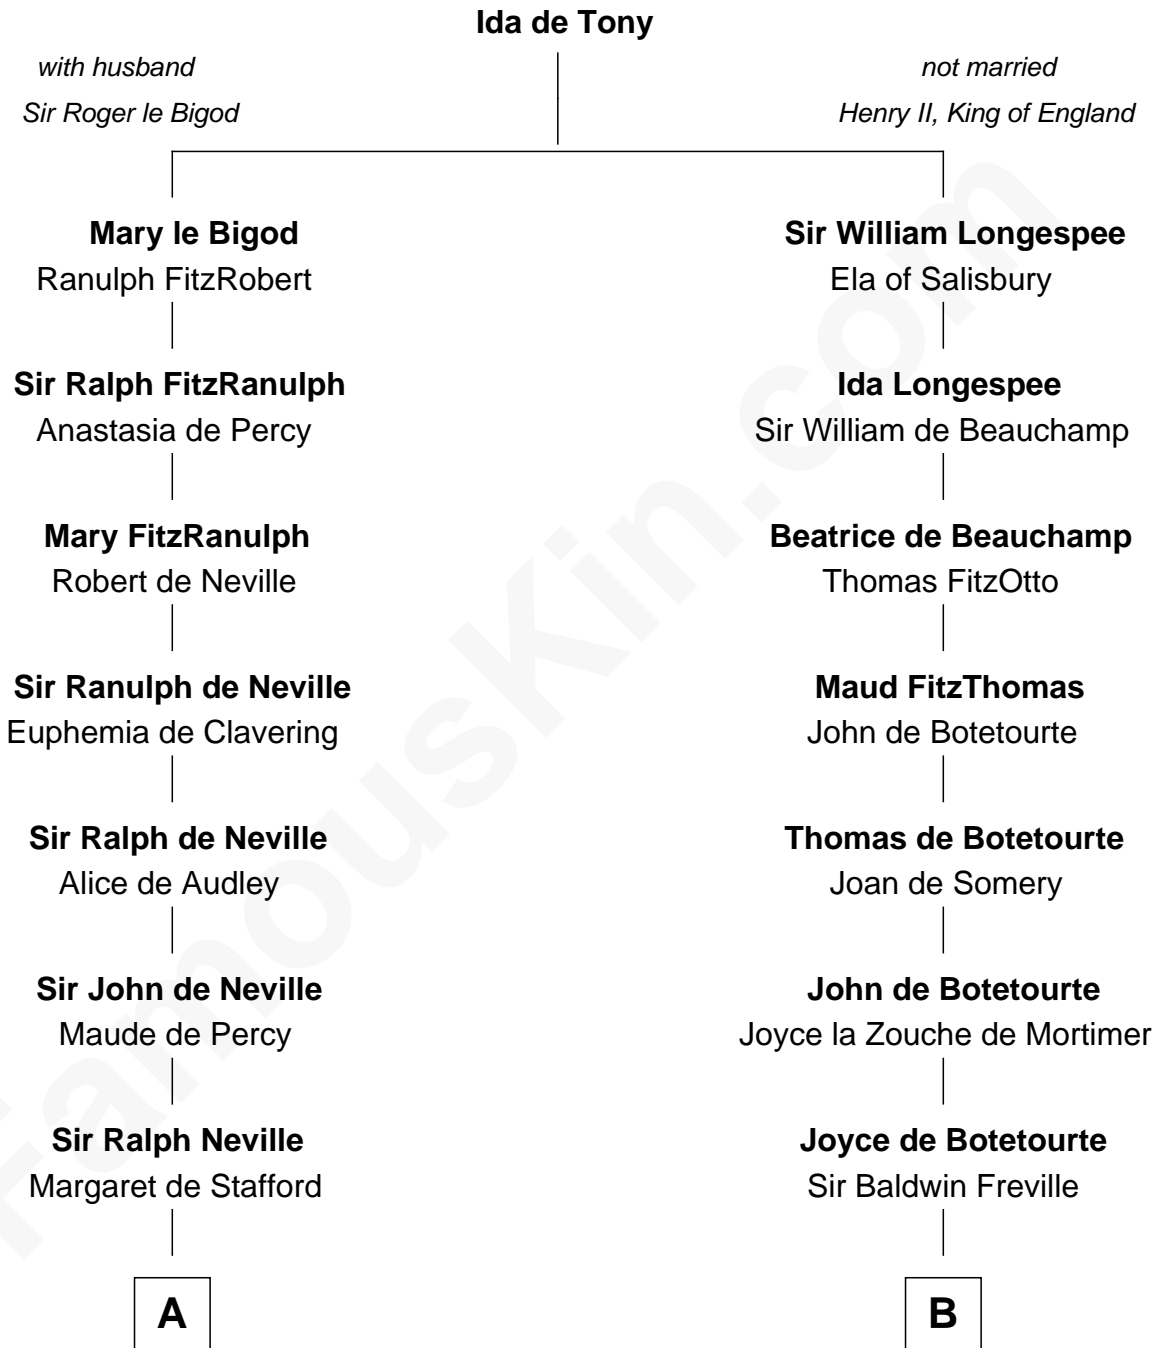 Ida de Tony
with husband
Sir Roger le Bigod
not married
Henry II, King of England
Mary le Bigod
Ranulph FitzRobert
Sir William Longespee
Ela of Salisbury
Sir Ralph FitzRanulph
Anastasia de Percy
Ida Longespee
Sir William de Beauchamp
Mary FitzRanulph
Robert de Neville
Beatrice de Beauchamp
Thomas FitzOtto
Sir Ranulph de Neville
Euphemia de Clavering
Maud FitzThomas
John de Botetourte
Sir Ralph de Neville
Alice de Audley
Thomas de Botetourte
Joan de Somery
Sir John de Neville
Maude de Percy
John de Botetourte
Joyce la Zouche de Mortimer
Sir Ralph Neville
Margaret de Stafford
Joyce de Botetourte
Sir Baldwin Freville
A
B
FamousKin.com